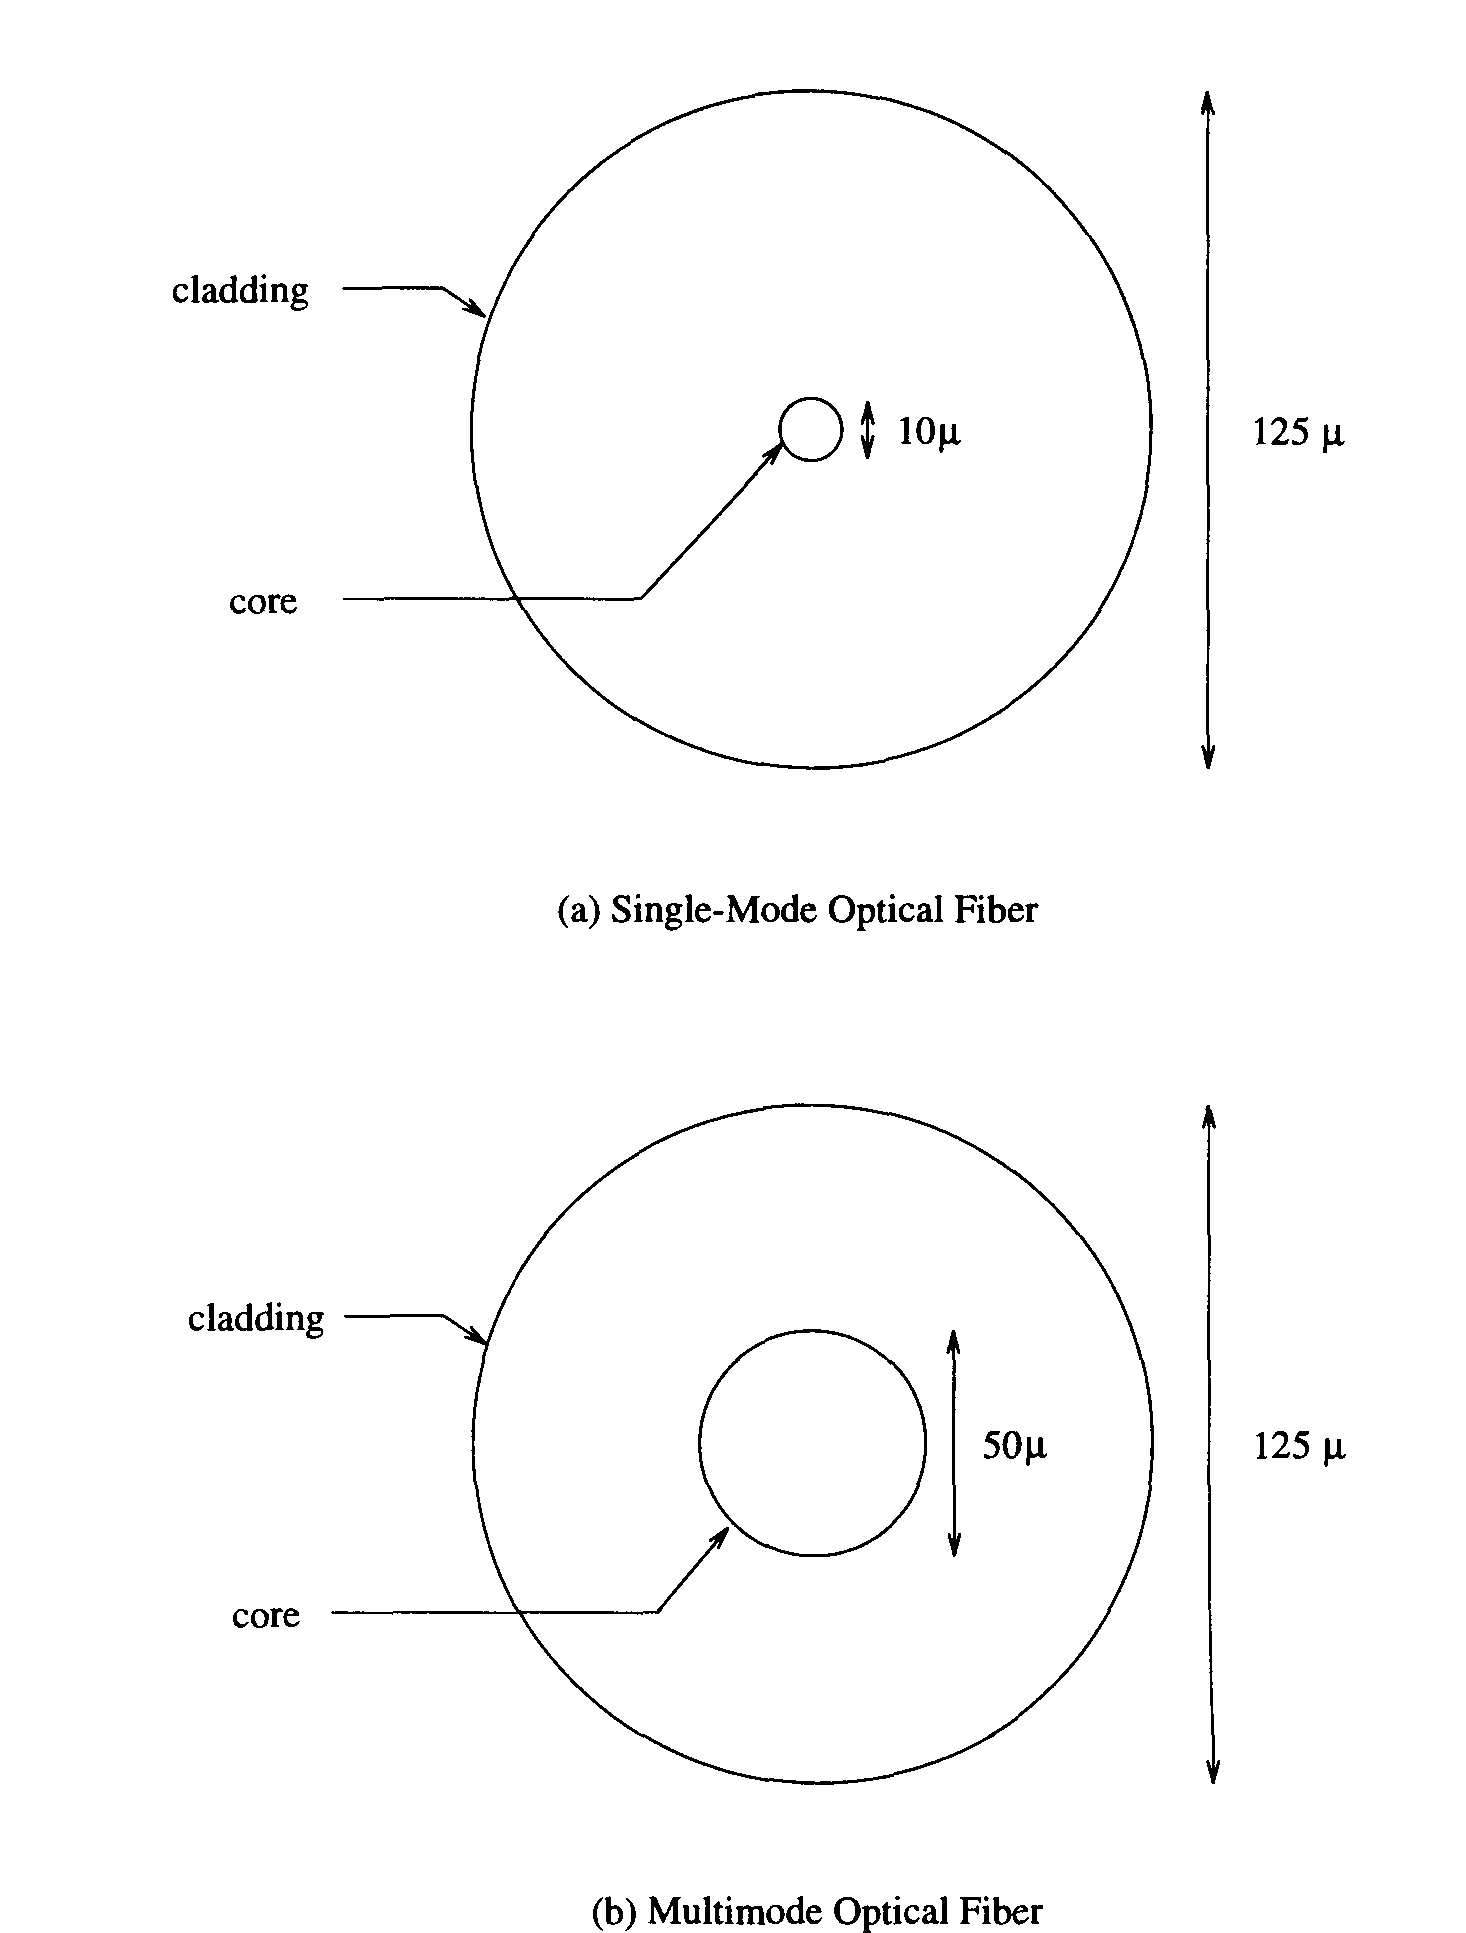 cladding
10μ
125 μ
core
(a) Single-Mode Optical Fiber
cladding
50μ
125 μ
core
(b) Multimode Optical Fiber